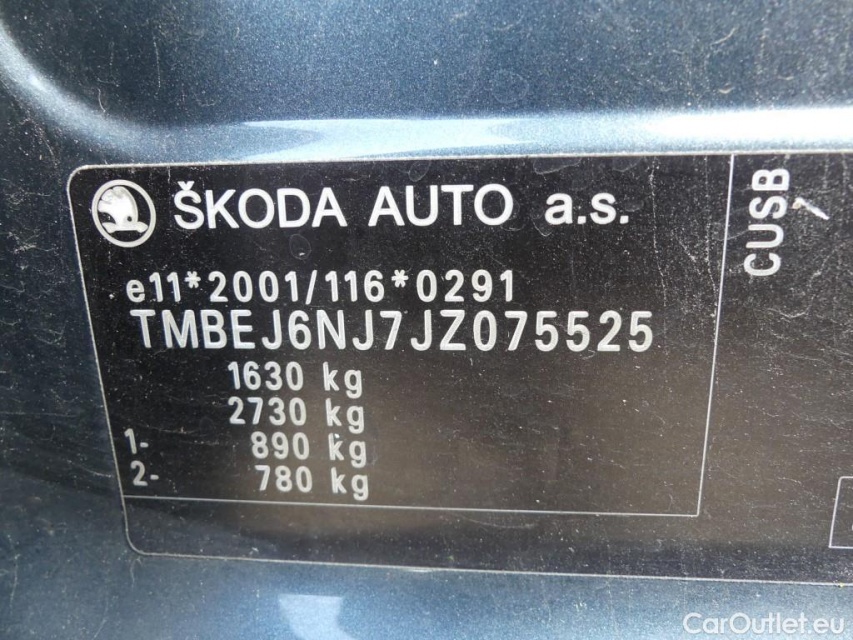 ŠKODA AUTO a.s.
e11*2001/116*0291
TMBEJ6NJ7JZ075525
1630 kg
2730 kg
1- 890 kg
2- 780 kg
CUSB
/
CarOutlet.eu